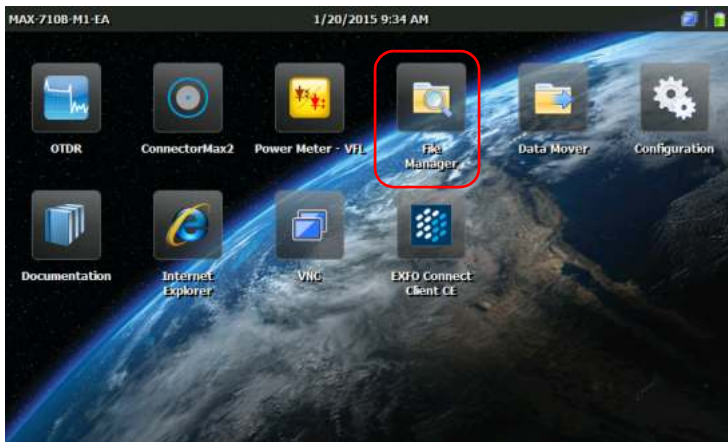 MAX-710B-M1-EA
1/20/2015 9:34 AM
OTDR
ConnectorMax2
Power Meter - VFL
File
Manager
Data Mover
Configuration
Documentation
Internet
Explorer
VNC
EXFO Connect
Client CE